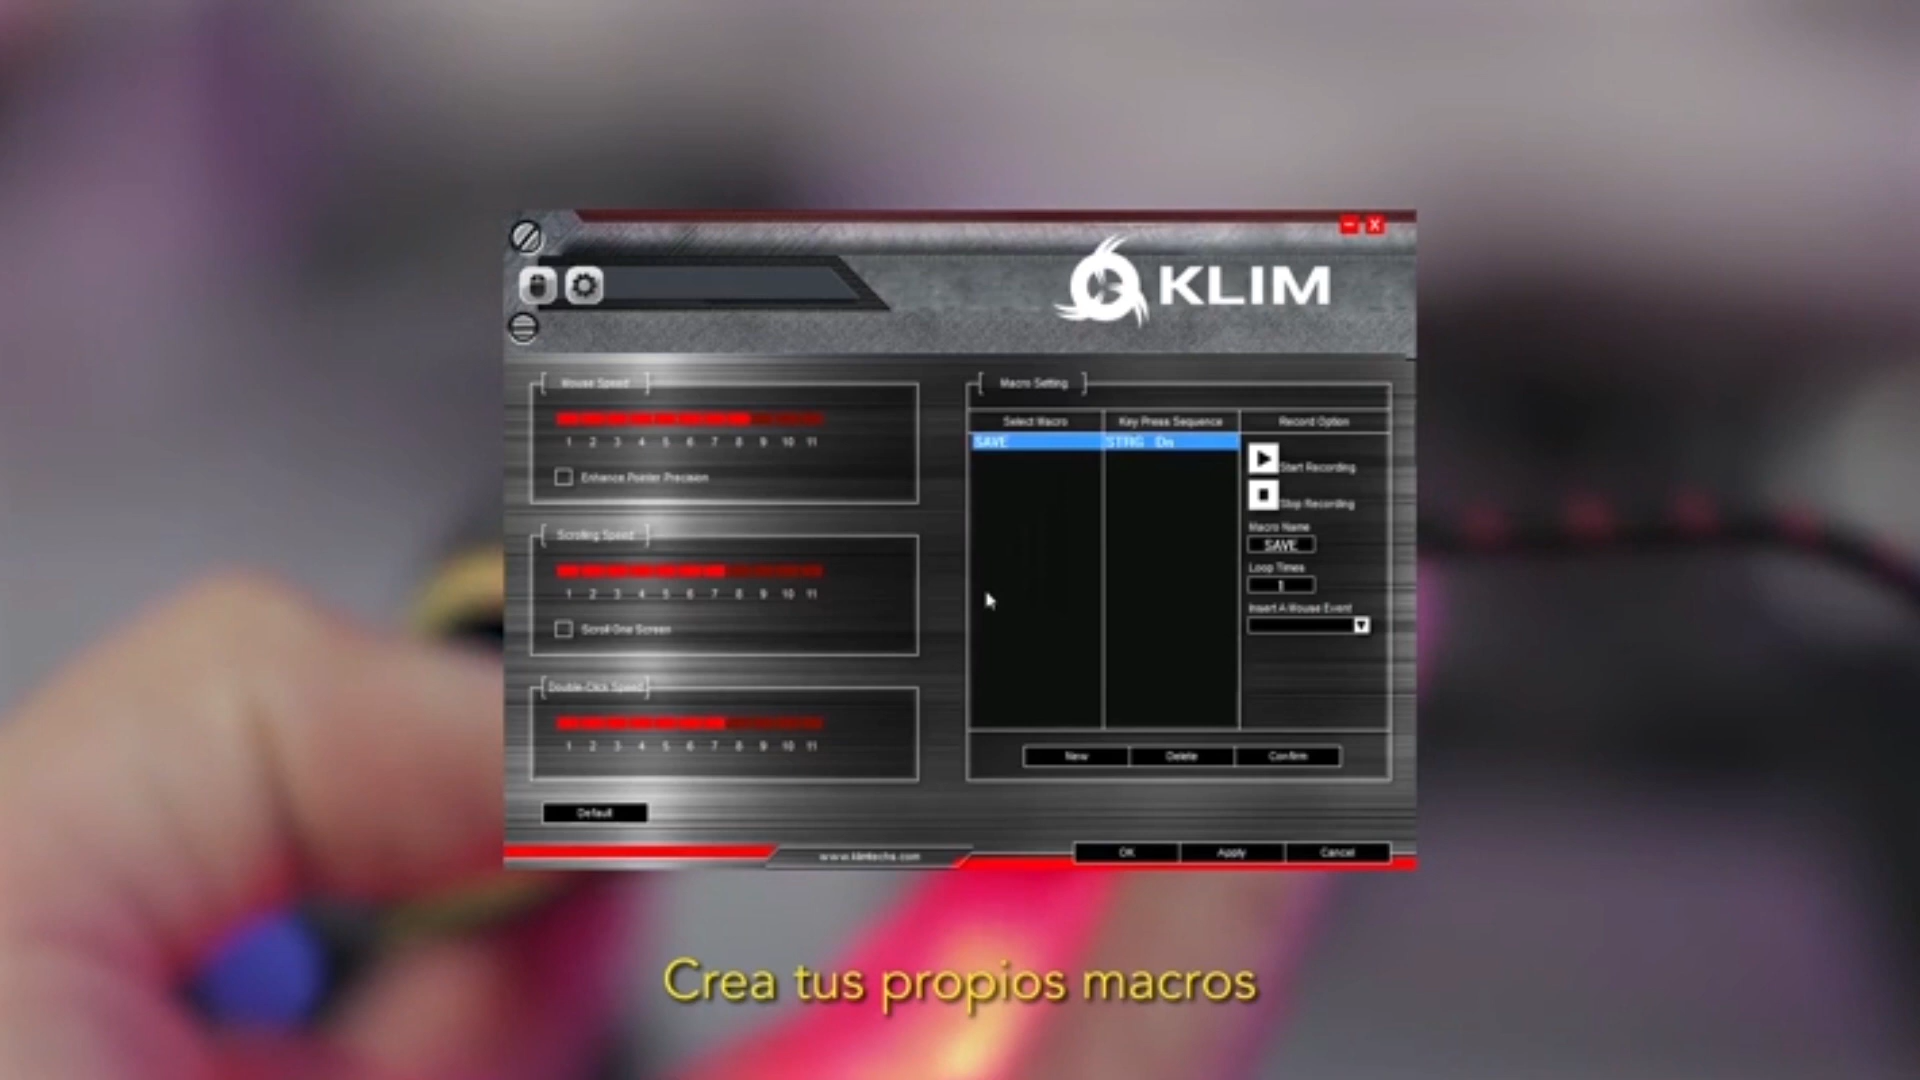 KLIM
Mouse Speed
1 2 3 4 5 6 7 8 9 10 11
Enhance Pointer Precision
Scrolling Speed
1 2 3 4 5 6 7 8 9 10 11
Scroll One Screen
Double-Click Speed
1 2 3 4 5 6 7 8 9 10 11
Default
Macro Setting
Select Macro Key Press Sequence Record Option
SAVE STRG Dn
Start Recording
Stop Recording
Macro Name
SAVE
Loop Times
1
Insert A Mouse Event
New Delete Confirm
www.klimtechs.com
OK Apply Cancel
Crea tus propios macros